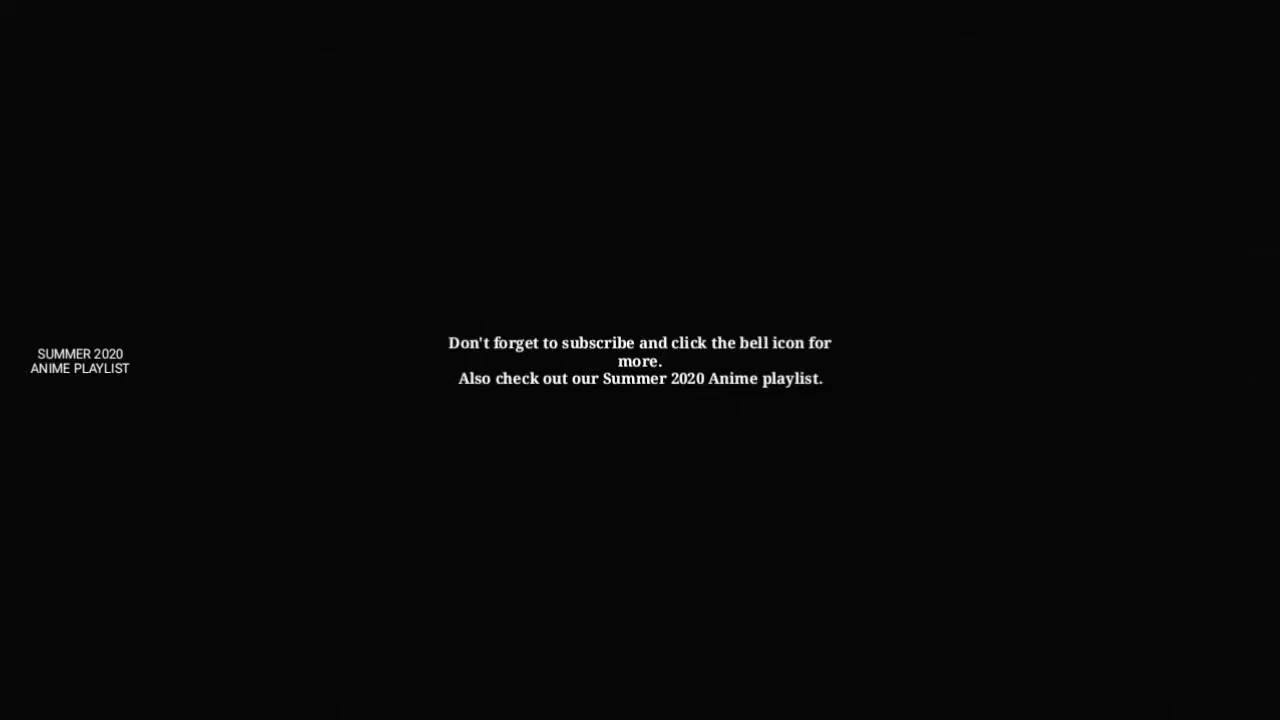 SUMMER 2020
ANIME PLAYLIST
Don't forget to subscribe and click the bell icon for
more.
Also check out our Summer 2020 Anime playlist.